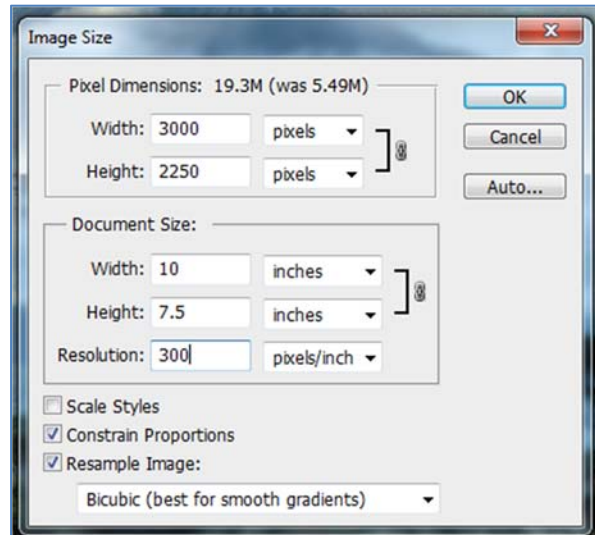 Image Size
Pixel Dimensions: 19.3M (was 5.49M)
OK
Width: 3000 pixels
Cancel
Height: 2250 pixels
Auto...
Document Size:
Width: 10 inches
Height: 7.5 inches
Resolution: 300 pixels/inch
Scale Styles
Constrain Proportions
Resample Image:
Bicubic (best for smooth gradients)